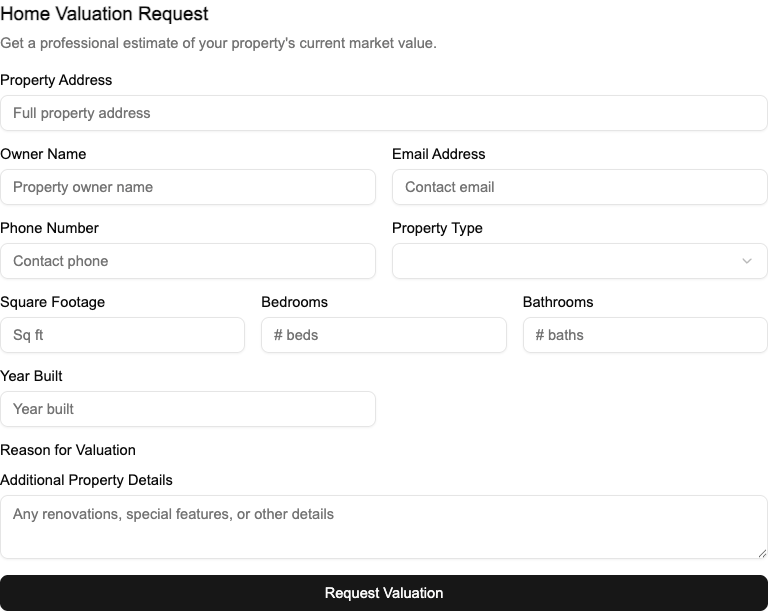 Home Valuation Request
Get a professional estimate of your property's current market value.
Property Address
Full property address
Owner Name
Email Address
Property owner name
Contact email
Phone Number
Property Type
Contact phone
Square Footage
Bedrooms
Bathrooms
Sq ft
# beds
# baths
Year Built
Year built
Reason for Valuation
Additional Property Details
Any renovations, special features, or other details
Request Valuation